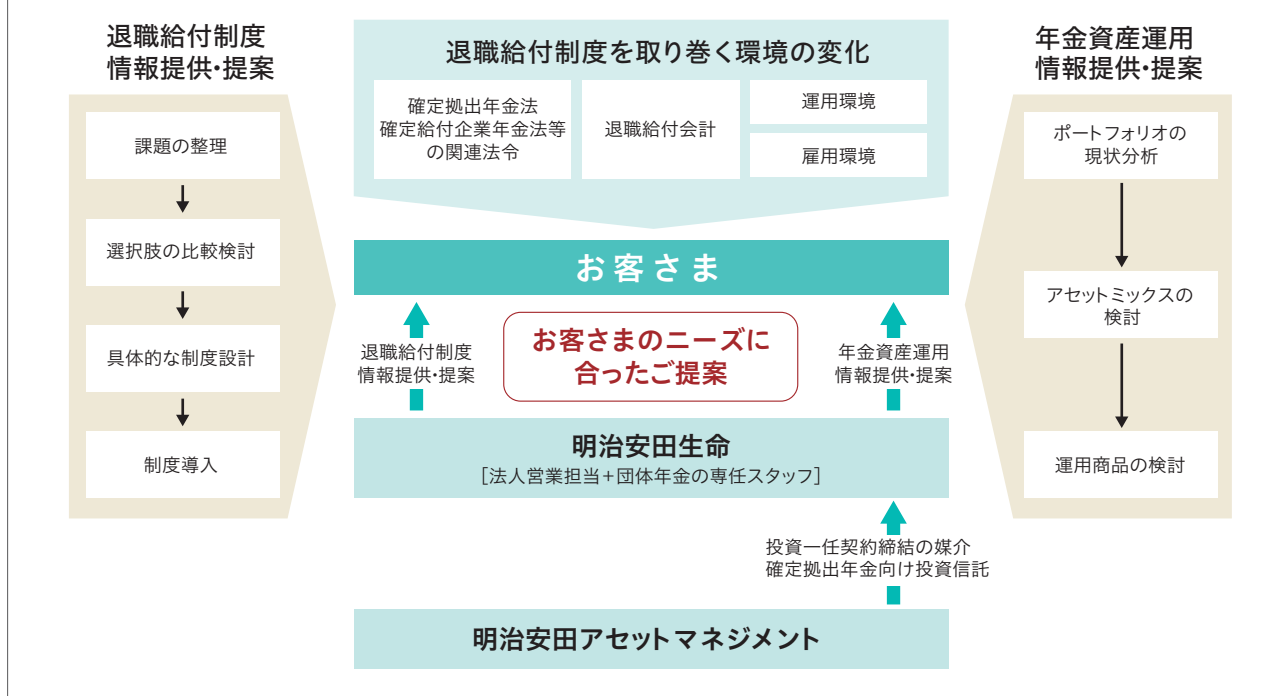 退職給付制度
情報提供・提案
課題の整理
選択肢の比較検討
具体的な制度設計
制度導入
退職給付制度を取り巻く環境の変化
確定拠出年金法
確定給付企業年金法等
の関連法令
退職給付会計
運用環境
雇用環境
お客さま
退職給付制度
情報提供・提案
お客さまのニーズに
合ったご提案
年金資産運用
情報提供・提案
明治安田生命
［法人営業担当＋団体年金の専任スタッフ］
投資一任契約締結の媒介
確定拠出年金向け投資信託
明治安田アセットマネジメント
年金資産運用
情報提供・提案
ポートフォリオの
現状分析
アセットミックスの
検討
運用商品の検討